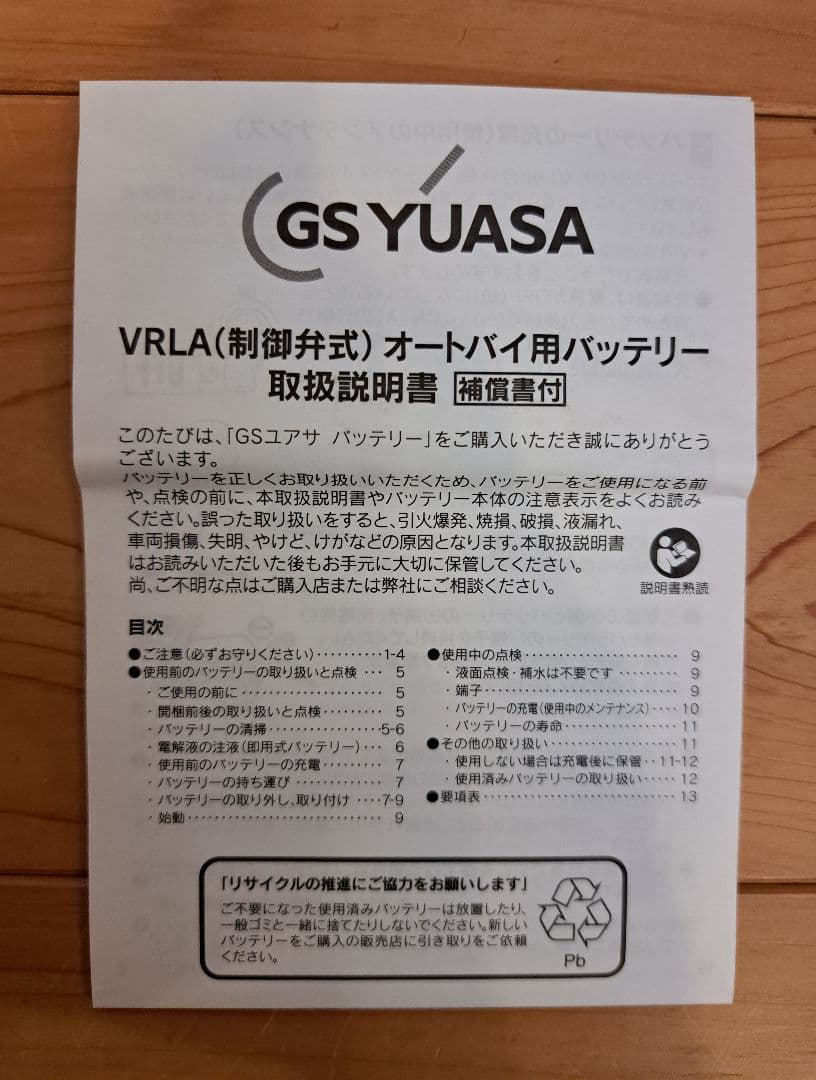 GS YUASA
VRLA(制御弁式) オートバイ用バッテリー
取扱説明書 補償書付
このたびは、「GSユアサ バッテリー」をご購入いただき誠にありがとう
ございます。
バッテリーを正しくお取り扱いいただくため、バッテリーをご使用になる前
や、点検の前に、本取扱説明書やバッテリー本体の注意表示をよくお読み
ください。誤った取り扱いをすると、引火爆発、焼損、破損、液漏れ、
車両損傷、失明、やけど、けがなどの原因となります。本取扱説明書
はお読みいただいた後もお手元に大切に保管してください。
尚、ご不明な点はご購入店または弊社にご相談ください。
説明書熟読
目次
●ご注意(必ずお守りください)··········1-4
●使用前のバッテリーの取り扱いと点検 ··· 5
・ご使用の前に······················ 5
・開梱前後の取り扱いと点検·········· 5
・バッテリーの清掃·················5-6
・電解液の注液(即用式バッテリー)··· 6
・使用前のバッテリーの充電·········· 7
・バッテリーの持ち運び ············· 7
・バッテリーの取り外し、取り付け ····7-9
・始動······························ 9
●使用中の点検······················ 9
・液面点検・補水は不要です ········· 9
・端子····························· 9
・バッテリーの充電(使用中のメンテナンス)···· 10
・バッテリーの寿命················· 11
●その他の取り扱い·················· 11
・使用しない場合は充電後に保管··11-12
・使用済みバッテリーの取り扱い····· 12
●要項表··························· 13
「リサイクルの推進にご協力をお願いします」
ご不要になった使用済みバッテリーは放置したり、
一般ゴミと一緒に捨てたりしないでください。新しい
バッテリーをご購入の販売店に引き取りをご依頼
ください。
Pb